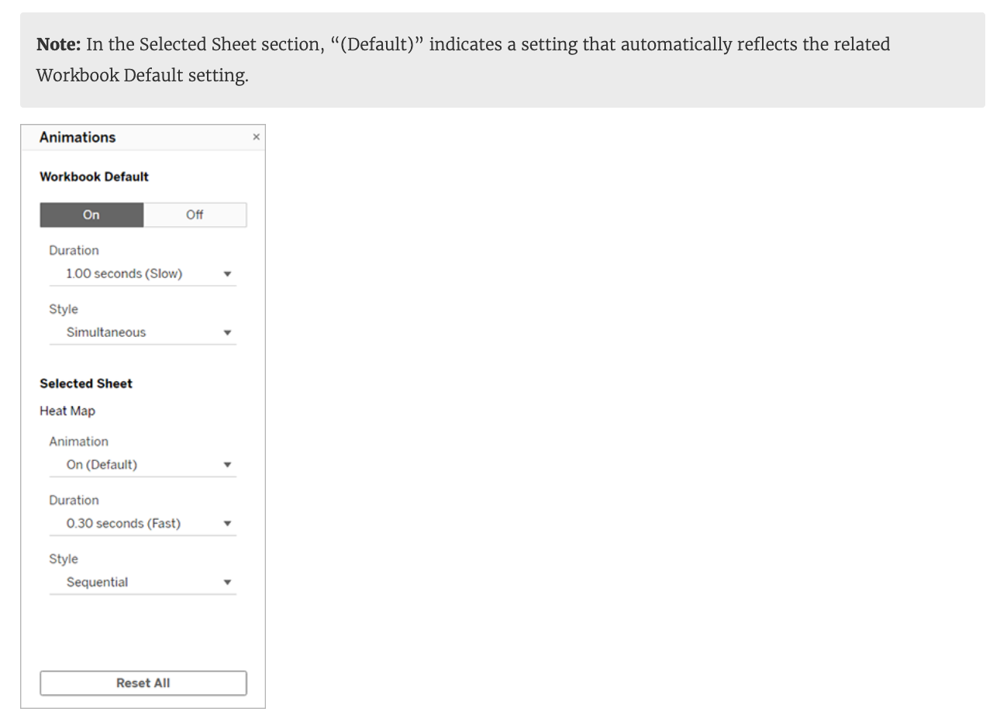 Note: In the Selected Sheet section, “(Default)” indicates a setting that automatically reflects the related
Workbook Default setting.
Animations ×
Workbook Default
On Off
Duration
1.00 seconds (Slow)
Style
Simultaneous
Selected Sheet
Heat Map
Animation
On (Default)
Duration
0.30 seconds (Fast)
Style
Sequential
Reset All